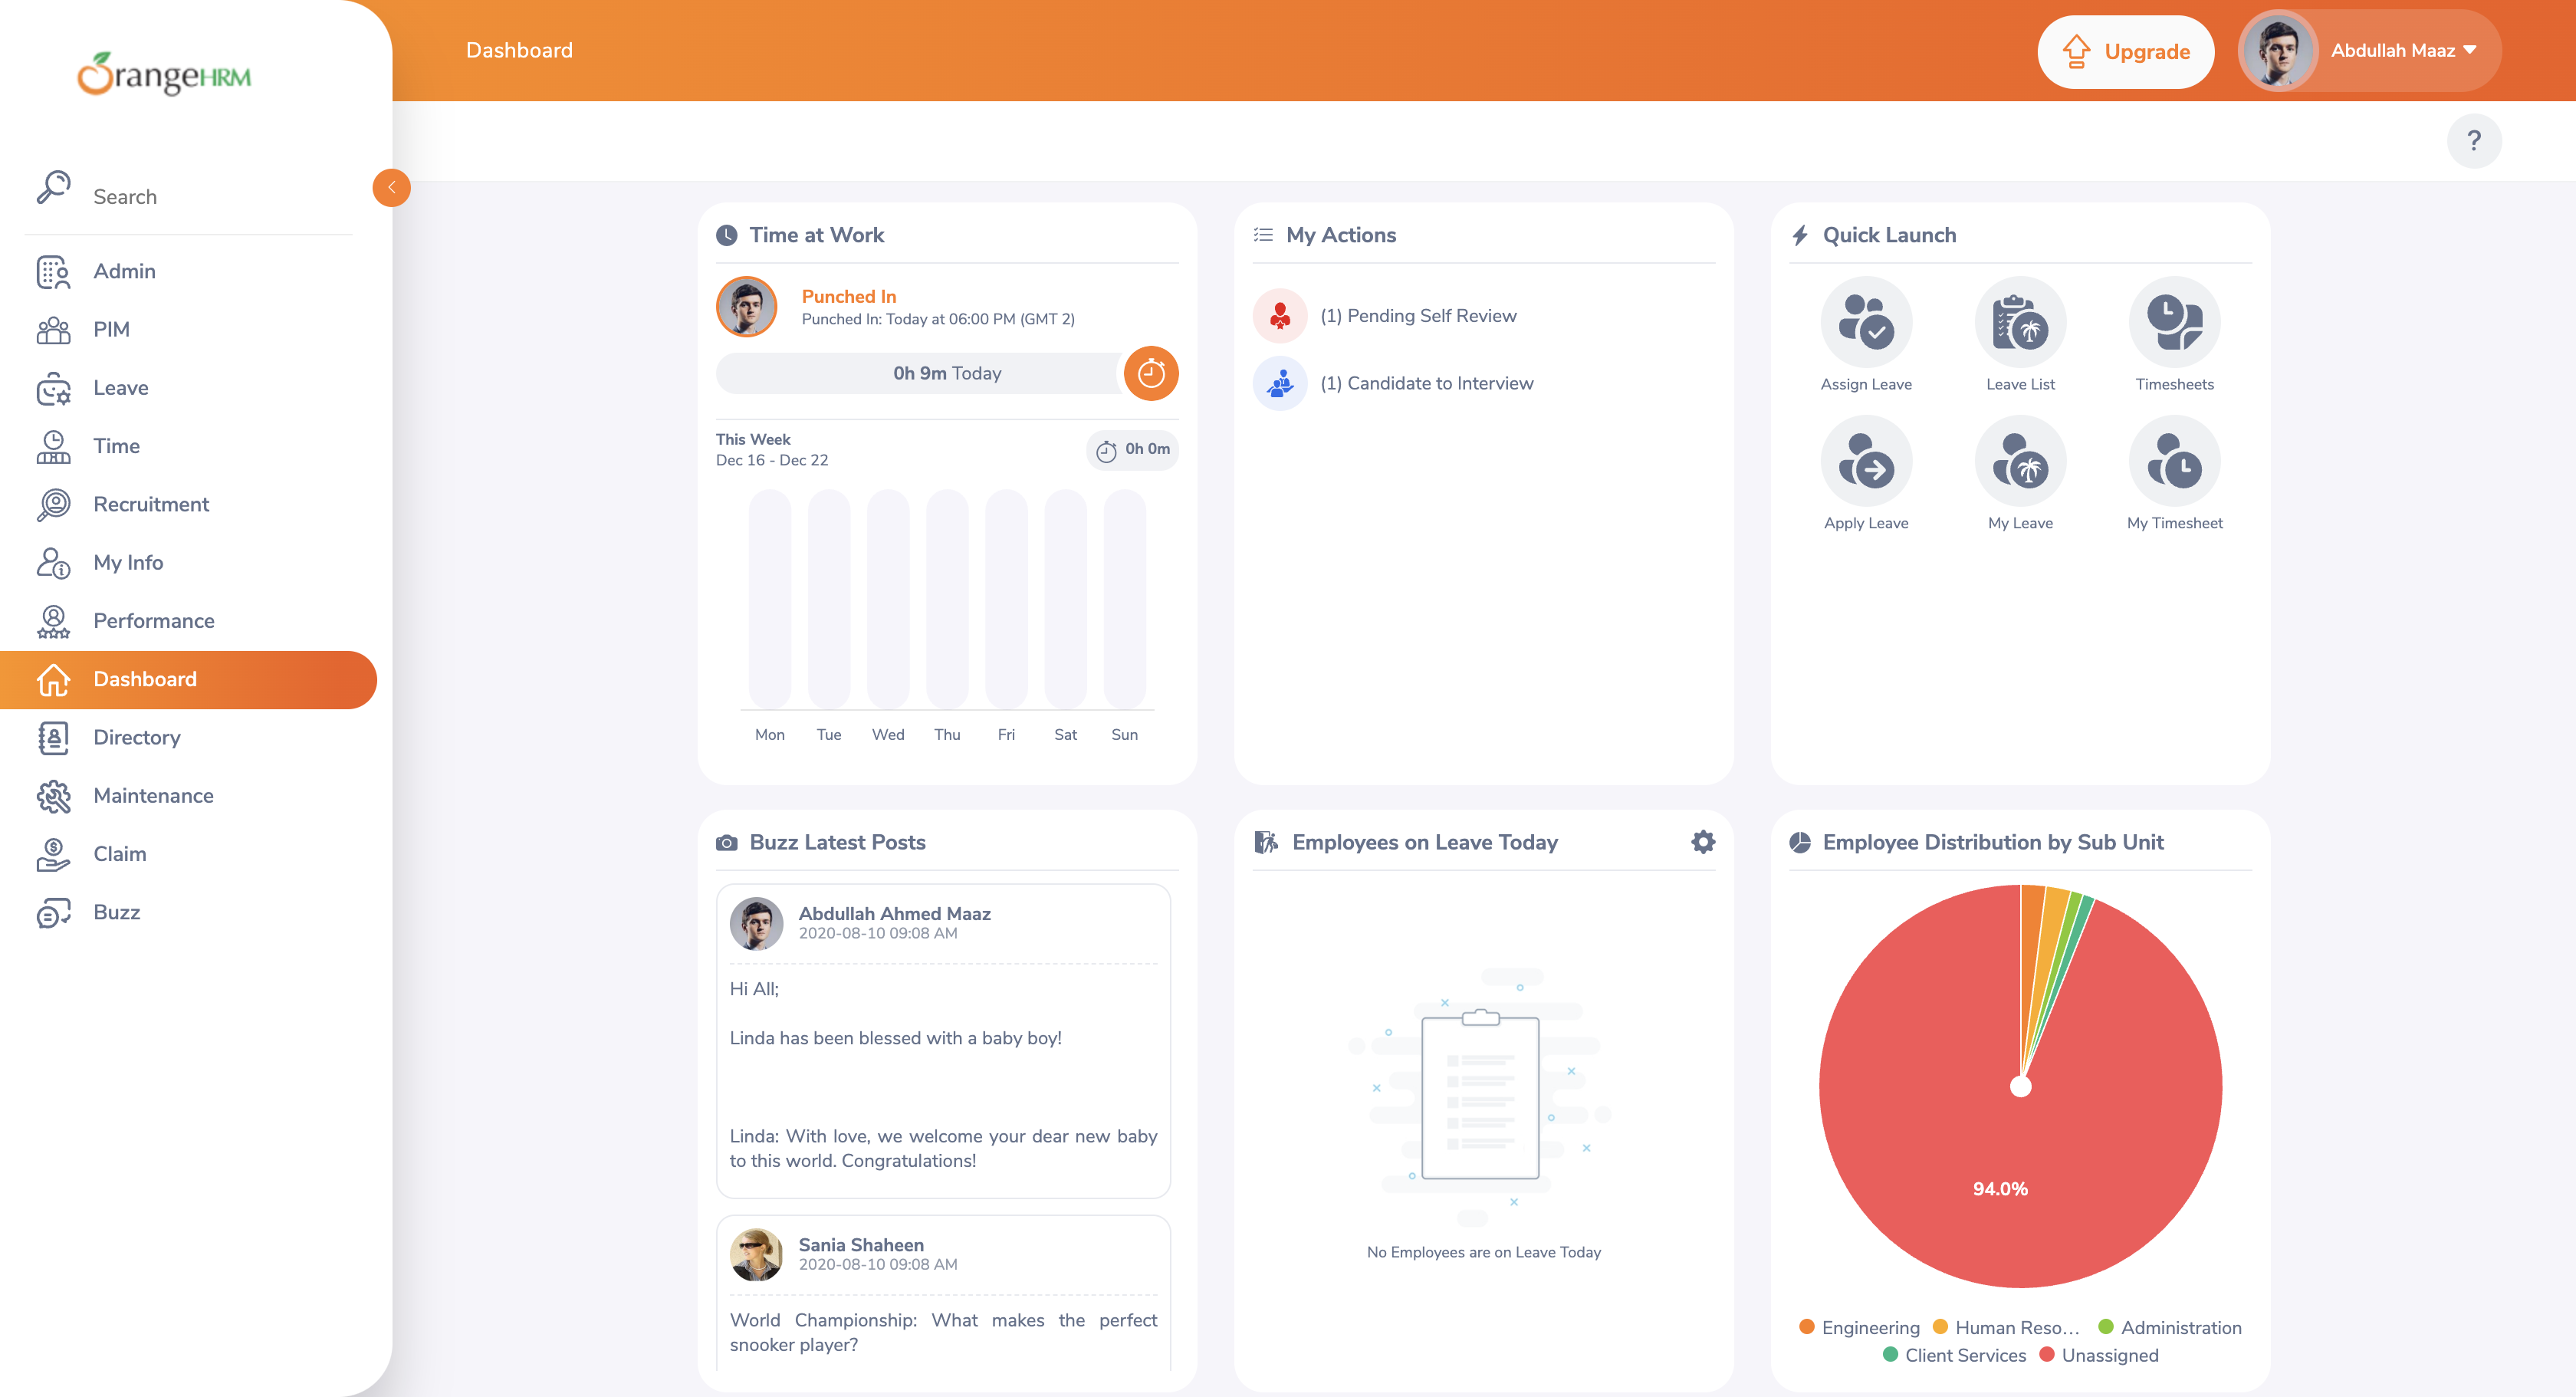 OrangeHRM
Dashboard
Upgrade
Abdullah Maaz
?
Search
Admin
PIM
Leave
Time
Recruitment
My Info
Performance
Dashboard
Directory
Maintenance
Claim
Buzz
Time at Work
Punched In
Punched In: Today at 06:00 PM (GMT 2)
0h 9m Today
This Week
Dec 16 - Dec 22
0h 0m
Mon Tue Wed Thu Fri Sat Sun
My Actions
(1) Pending Self Review
(1) Candidate to Interview
Quick Launch
Assign Leave Leave List Timesheets
Apply Leave My Leave My Timesheet
Buzz Latest Posts
Abdullah Ahmed Maaz
2020-08-10 09:08 AM
Hi All;
Linda has been blessed with a baby boy!
Linda: With love, we welcome your dear new baby
to this world. Congratulations!
Sania Shaheen
2020-08-10 09:08 AM
World Championship: What makes the perfect
snooker player?
Employees on Leave Today
No Employees are on Leave Today
Employee Distribution by Sub Unit
94.0%
Engineering Human Reso... Administration
Client Services Unassigned